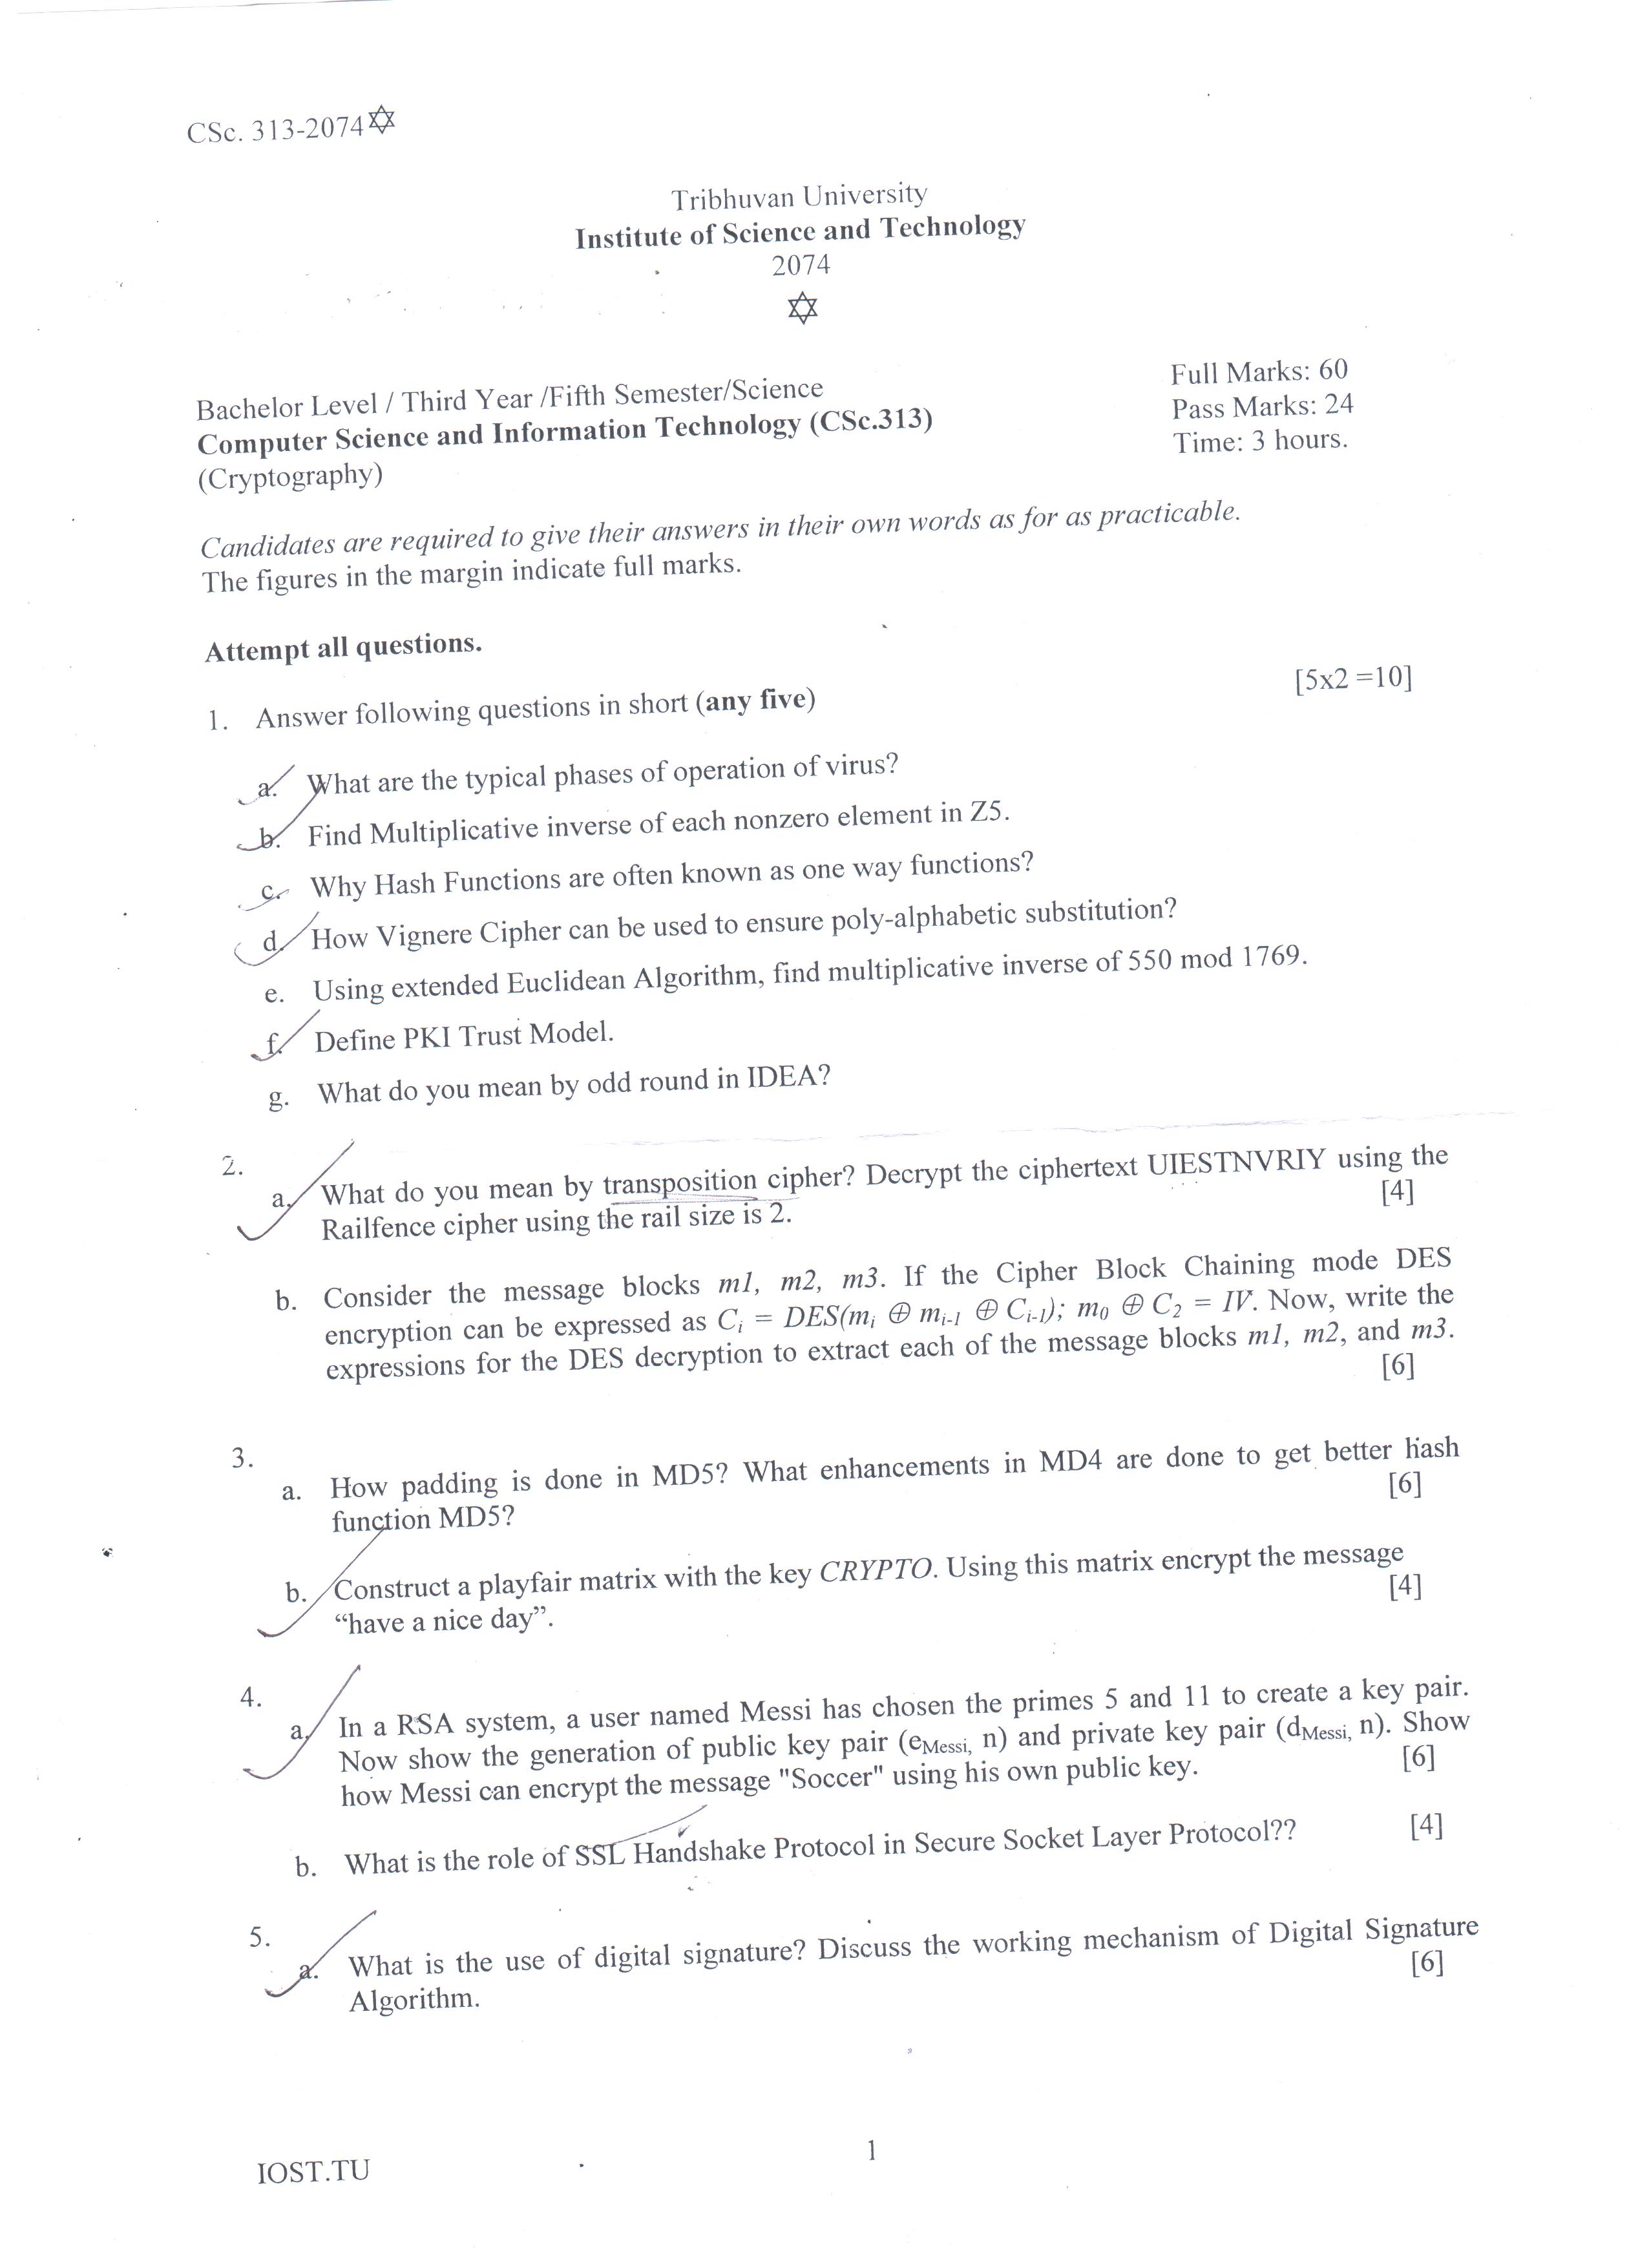 CSc. 313-2074✡
Tribhuvan University
Institute of Science and Technology
2074
✡
Bachelor Level / Third Year /Fifth Semester/Science
Full Marks: 60
Computer Science and Information Technology (CSc.313)
Pass Marks: 24
(Cryptography)
Time: 3 hours.
Candidates are required to give their answers in their own words as for as practicable.
The figures in the margin indicate full marks.
Attempt all questions.
1. Answer following questions in short (any five) [5x2 =10]
a. What are the typical phases of operation of virus?
b. Find Multiplicative inverse of each nonzero element in Z5.
c. Why Hash Functions are often known as one way functions?
d. How Vignere Cipher can be used to ensure poly-alphabetic substitution?
e. Using extended Euclidean Algorithm, find multiplicative inverse of 550 mod 1769.
f. Define PKI Trust Model.
g. What do you mean by odd round in IDEA?
2.
a. What do you mean by transposition cipher? Decrypt the ciphertext UIESTNVRIY using the
Railfence cipher using the rail size is 2. [4]
b. Consider the message blocks m1, m2, m3. If the Cipher Block Chaining mode DES
encryption can be expressed as Ci = DES(mi ⊕ mi-1 ⊕ Ci-1); m0 ⊕ C2 = IV. Now, write the
expressions for the DES decryption to extract each of the message blocks m1, m2, and m3.
[6]
3.
a. How padding is done in MD5? What enhancements in MD4 are done to get better hash
function MD5? [6]
b. Construct a playfair matrix with the key CRYPTO. Using this matrix encrypt the message
“have a nice day”. [4]
4.
a. In a RSA system, a user named Messi has chosen the primes 5 and 11 to create a key pair.
Now show the generation of public key pair (eMessi, n) and private key pair (dMessi, n). Show
how Messi can encrypt the message "Soccer" using his own public key. [6]
b. What is the role of SSL Handshake Protocol in Secure Socket Layer Protocol?? [4]
5.
a. What is the use of digital signature? Discuss the working mechanism of Digital Signature
Algorithm. [6]
1
IOST.TU